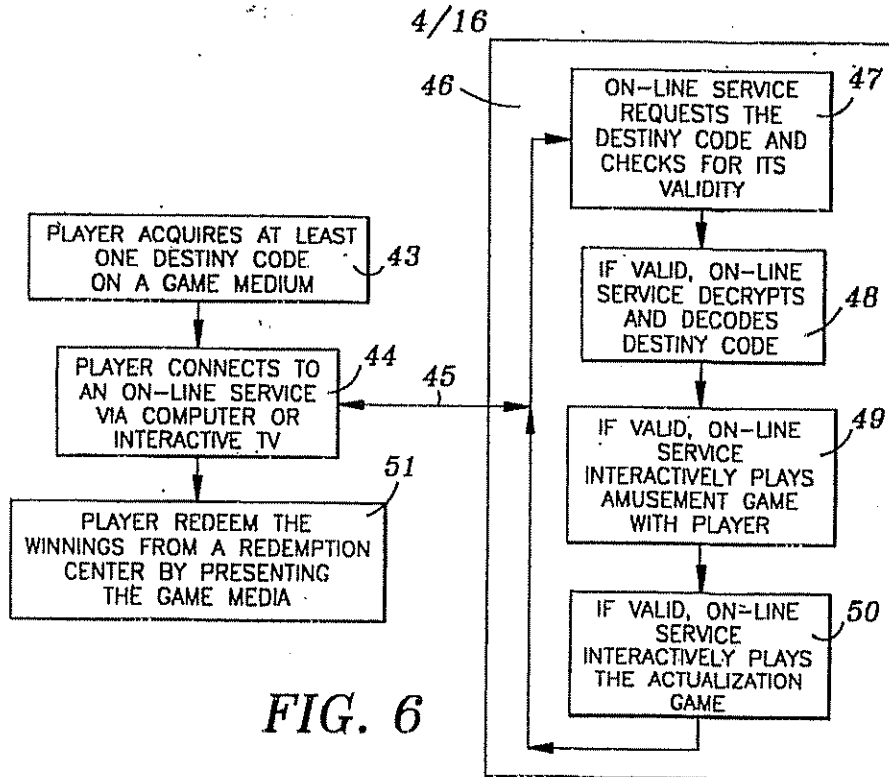 4/16
46
ON-LINE SERVICE
REQUESTS THE
DESTINY CODE AND
CHECKS FOR ITS
VALIDITY
47
PLAYER ACQUIRES AT LEAST
ONE DESTINY CODE
ON A GAME MEDIUM
43
IF VALID, ON-LINE
SERVICE DECRYPTS
AND DECODES
DESTINY CODE
48
PLAYER CONNECTS TO
AN ON-LINE SERVICE
VIA COMPUTER OR
INTERACTIVE TV
44
45
IF VALID, ON-LINE
SERVICE
INTERACTIVELY PLAYS
AMUSEMENT GAME
WITH PLAYER
49
PLAYER REDEEM THE
WINNINGS FROM A REDEMPTION
CENTER BY PRESENTING
THE GAME MEDIA
51
IF VALID, ON-LINE
SERVICE
INTERACTIVELY PLAYS
THE ACTUALIZATION
GAME
50
FIG. 6